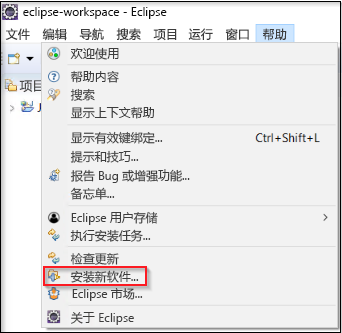 eclipse-workspace - Eclipse
文件 编辑 导航 搜索 项目 运行 窗口 帮助
欢迎使用
项目
帮助内容
搜索
显示上下文帮助
显示有效键绑定... Ctrl+Shift+L
提示和技巧...
报告 Bug 或增强功能...
备忘单...
Eclipse 用户存储
执行安装任务...
检查更新
安装新软件...
Eclipse 市场...
关于 Eclipse